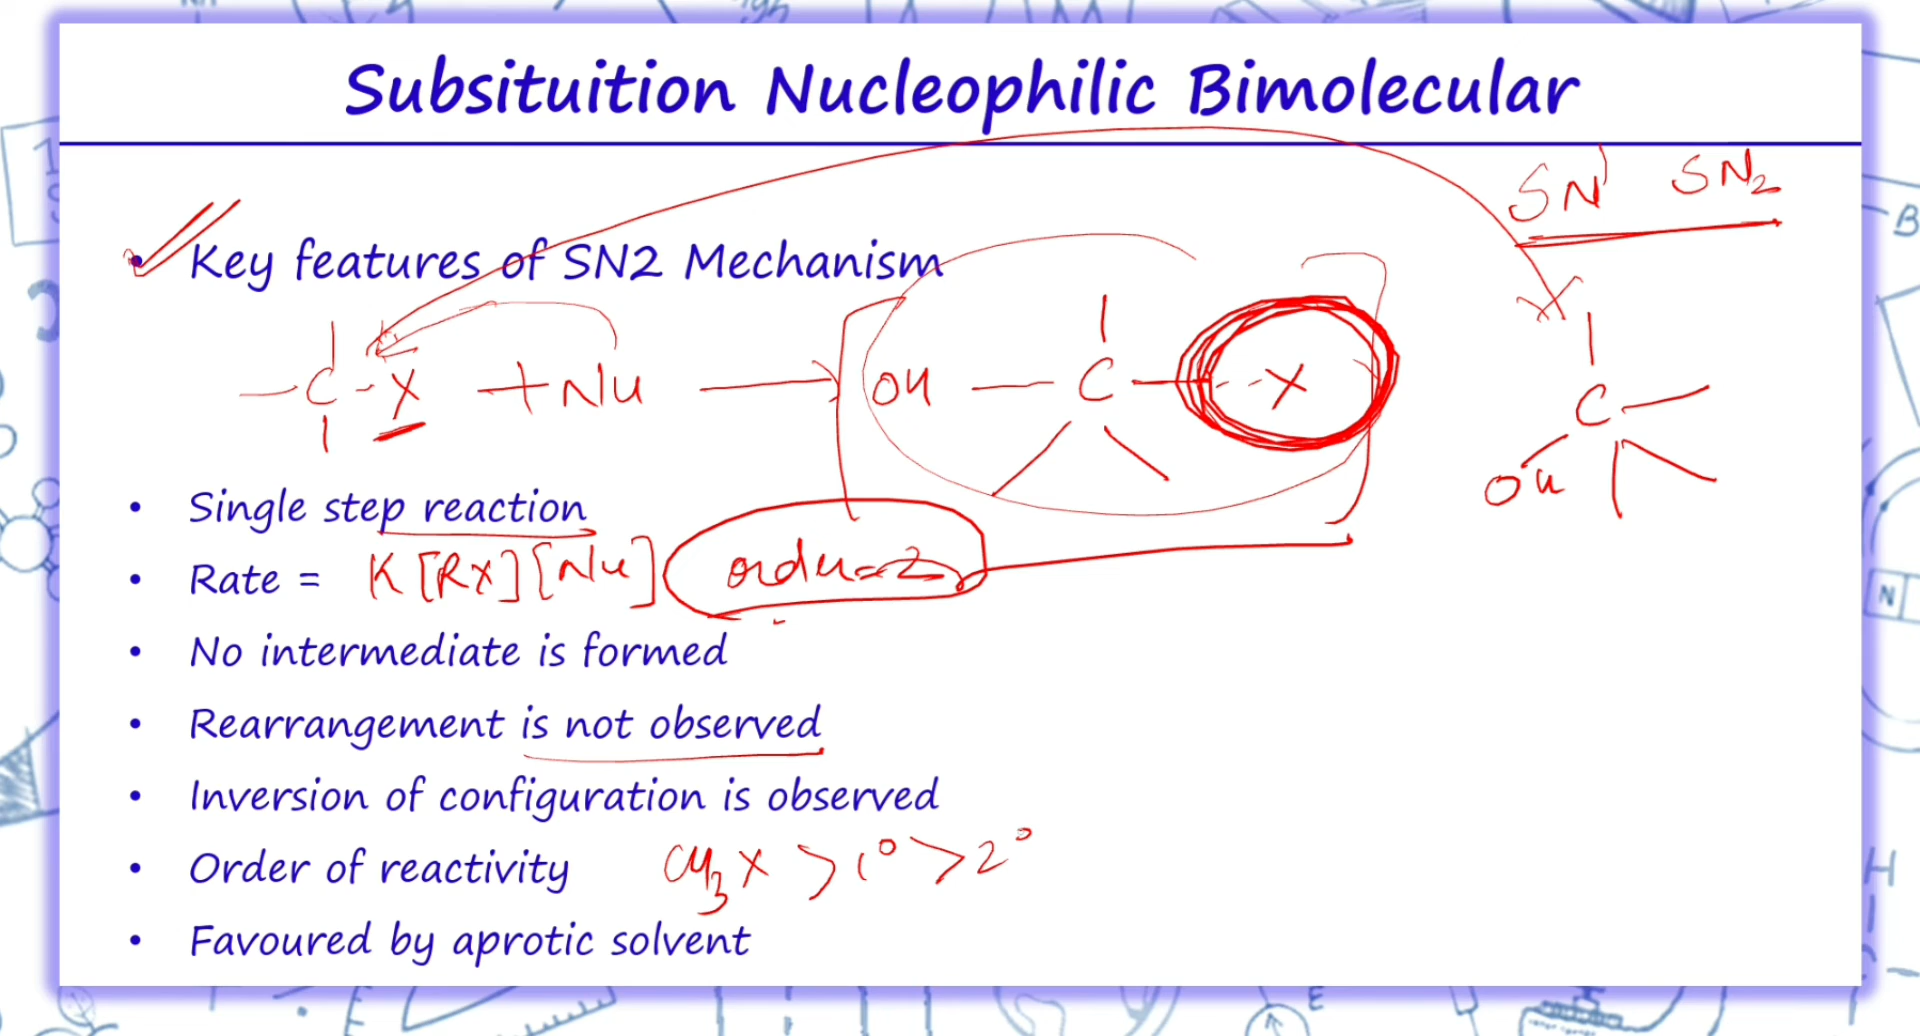 Subsituition Nucleophilic Bimolecular
SN1 SN2
• Key features of SN2 Mechanism
-C-X + Nu → [OH — C --- X]
C
OH
• Single step reaction
• Rate = K[RX][Nu] order=2
• No intermediate is formed
• Rearrangement is not observed
• Inversion of configuration is observed
• Order of reactivity CH3X > 1° > 2°
• Favoured by aprotic solvent
B
N
H
E